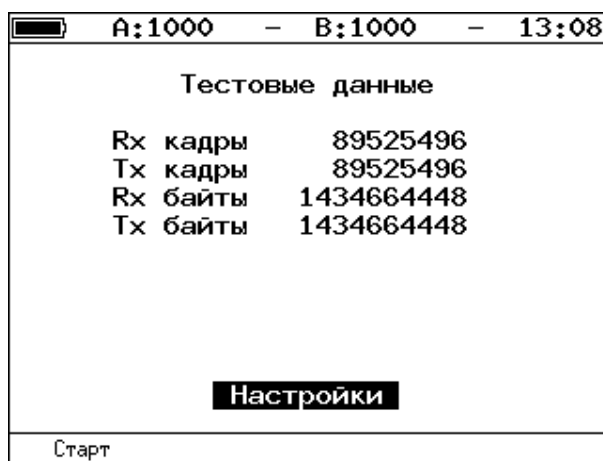 A:1000 – B:1000 – 13:08
Тестовые данные
Rx кадры 89525496
Tx кадры 89525496
Rx байты 1434664448
Tx байты 1434664448
Настройки
Старт